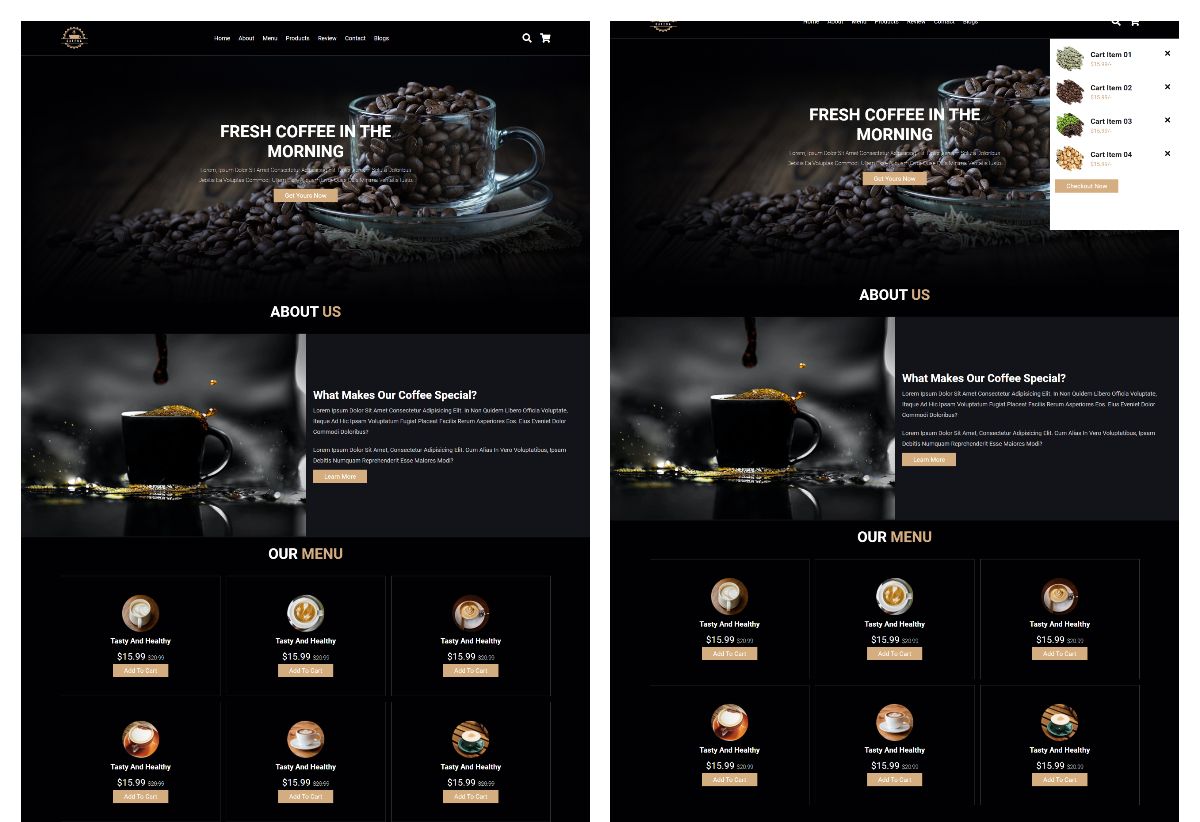 COFFEE
Home About Menu Products Review Contact Blogs
FRESH COFFEE IN THE
MORNING
Lorem, Ipsum Dolor Sit Amet Consectetur Adipisicing Elit. Dolor
Debitis Ea Voluptas Commodi. Ullam
Get Yours Now
ABOUT US
What Makes Our Coffee Special?
Lorem Ipsum Dolor Sit Amet Consectetur Adipisicing Elit. In Non Quidem Libero Officia Voluptate,
Itaque Ad Hic Ipsam Voluptatum Fugiat Placeat Facilis Rerum Asperiores Eos. Eius Eveniet Dolor
Commodi Doloribus?
Lorem Ipsum Dolor Sit Amet, Consectetur Adipisicing Elit. Cum Alias In Vero Voluptatibus, Ipsam
Debitis Numquam Reprehenderit Esse Maiores Modi?
Learn More
OUR MENU
Tasty And Healthy
$15.99 $20.99
Add To Cart
Tasty And Healthy
$15.99 $20.99
Add To Cart
Tasty And Healthy
$15.99 $20.99
Add To Cart
Tasty And Healthy
$15.99 $20.99
Add To Cart
Tasty And Healthy
$15.99 $20.99
Add To Cart
Tasty And Healthy
$15.99 $20.99
Add To Cart
Home About Menu Products Review Contact Blogs
Cart Item 01
$15.99/-
Cart Item 02
$15.99/-
Cart Item 03
$15.99/-
Cart Item 04
$15.99/-
Checkout Now
FRESH COFFEE IN THE
MORNING
Lorem, Ipsum Dolor Sit Amet Consectetur Adipisicing Elit. Dolor
Debitis Ea Voluptas Commodi. Ullam
Get Yours Now
ABOUT US
What Makes Our Coffee Special?
Lorem Ipsum Dolor Sit Amet Consectetur Adipisicing Elit. In Non Quidem Libero Officia Voluptate,
Itaque Ad Hic Ipsam Voluptatum Fugiat Placeat Facilis Rerum Asperiores Eos. Eius Eveniet Dolor
Commodi Doloribus?
Lorem Ipsum Dolor Sit Amet, Consectetur Adipisicing Elit. Cum Alias In Vero Voluptatibus, Ipsam
Debitis Numquam Reprehenderit Esse Maiores Modi?
Learn More
OUR MENU
Tasty And Healthy
$15.99 $20.99
Add To Cart
Tasty And Healthy
$15.99 $20.99
Add To Cart
Tasty And Healthy
$15.99 $20.99
Add To Cart
Tasty And Healthy
$15.99 $20.99
Add To Cart
Tasty And Healthy
$15.99 $20.99
Add To Cart
Tasty And Healthy
$15.99 $20.99
Add To Cart